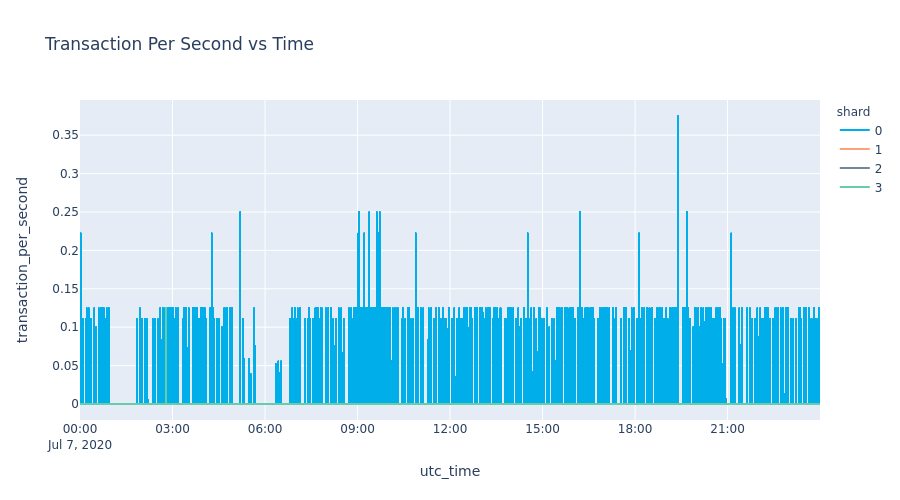 Transaction Per Second vs Time
shard
0
1
2
3
0.35
0.3
0.25
0.2
0.15
0.1
0.05
0
transaction_per_second
00:00 03:00 06:00 09:00 12:00 15:00 18:00 21:00
Jul 7, 2020
utc_time